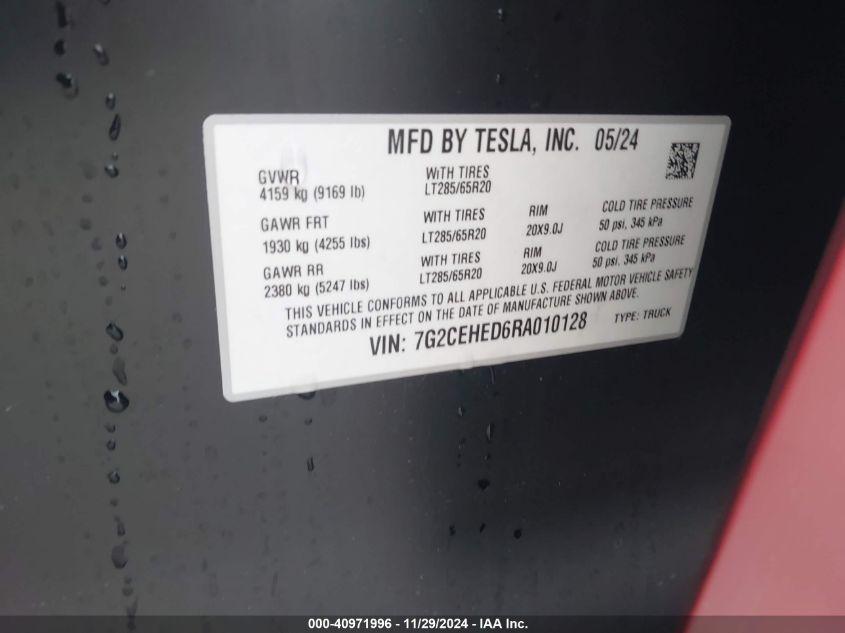 MFD BY TESLA, INC. 05/24
GVWR
4159 kg (9169 lb)
WITH TIRES
LT285/65R20
GAWR FRT
1930 kg (4255 lbs)
WITH TIRES
LT285/65R20
RIM
20X9.0J
COLD TIRE PRESSURE
50 psi, 345 kPa
GAWR RR
2380 kg (5247 lbs)
WITH TIRES
LT285/65R20
RIM
20X9.0J
COLD TIRE PRESSURE
50 psi, 345 kPa
THIS VEHICLE CONFORMS TO ALL APPLICABLE U.S. FEDERAL MOTOR VEHICLE SAFETY
STANDARDS IN EFFECT ON THE DATE OF MANUFACTURE SHOWN ABOVE.
VIN: 7G2CEHED6RA010128
TYPE: TRUCK
000-40971996 - 11/29/2024 - IAA Inc.